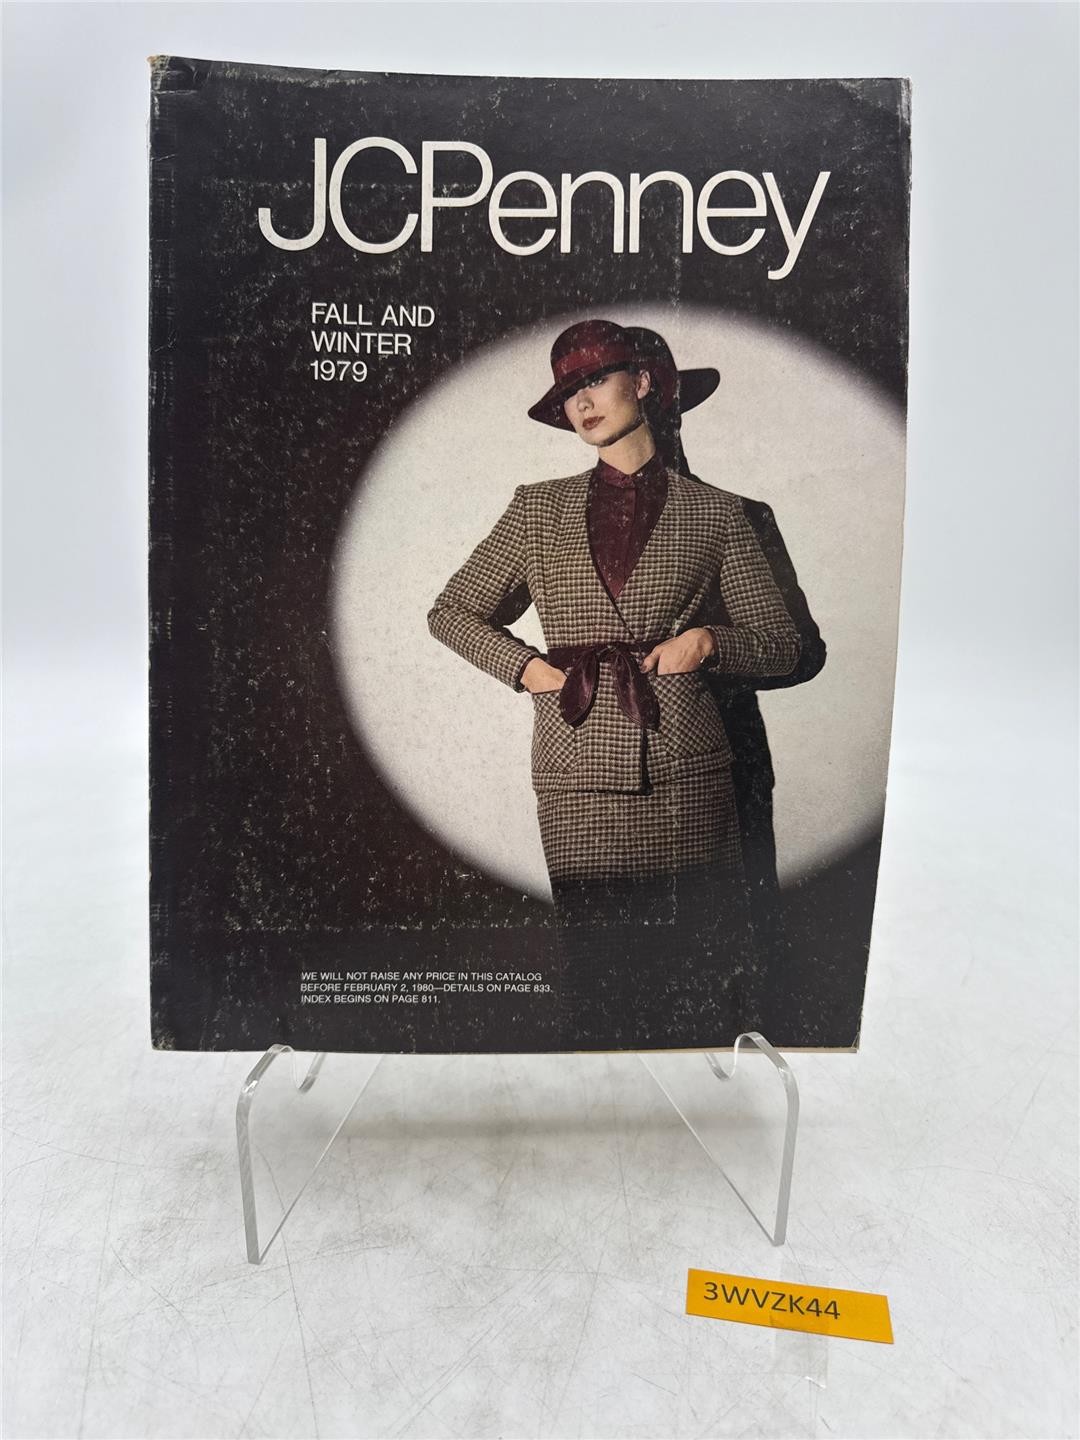 JCPenney
FALL AND
WINTER
1979
WE WILL NOT RAISE ANY PRICE IN THIS CATALOG
BEFORE FEBRUARY 2, 1980—DETAILS ON PAGE 833.
INDEX BEGINS ON PAGE 811.
3WVZK44